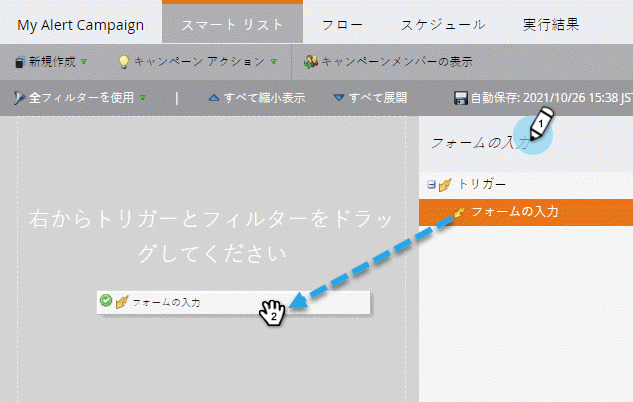 My Alert Campaign スマート リスト フロー スケジュール 実行結果
新規作成 キャンペーン アクション キャンペーンメンバーの表示
全フィルターを使用 | すべて縮小表示 すべて展開 自動保存: 2021/10/26 15:38 JST
フォームの入力 1
トリガー
フォームの入力
右からトリガーとフィルターをドラッ
グしてください
フォームの入力 2